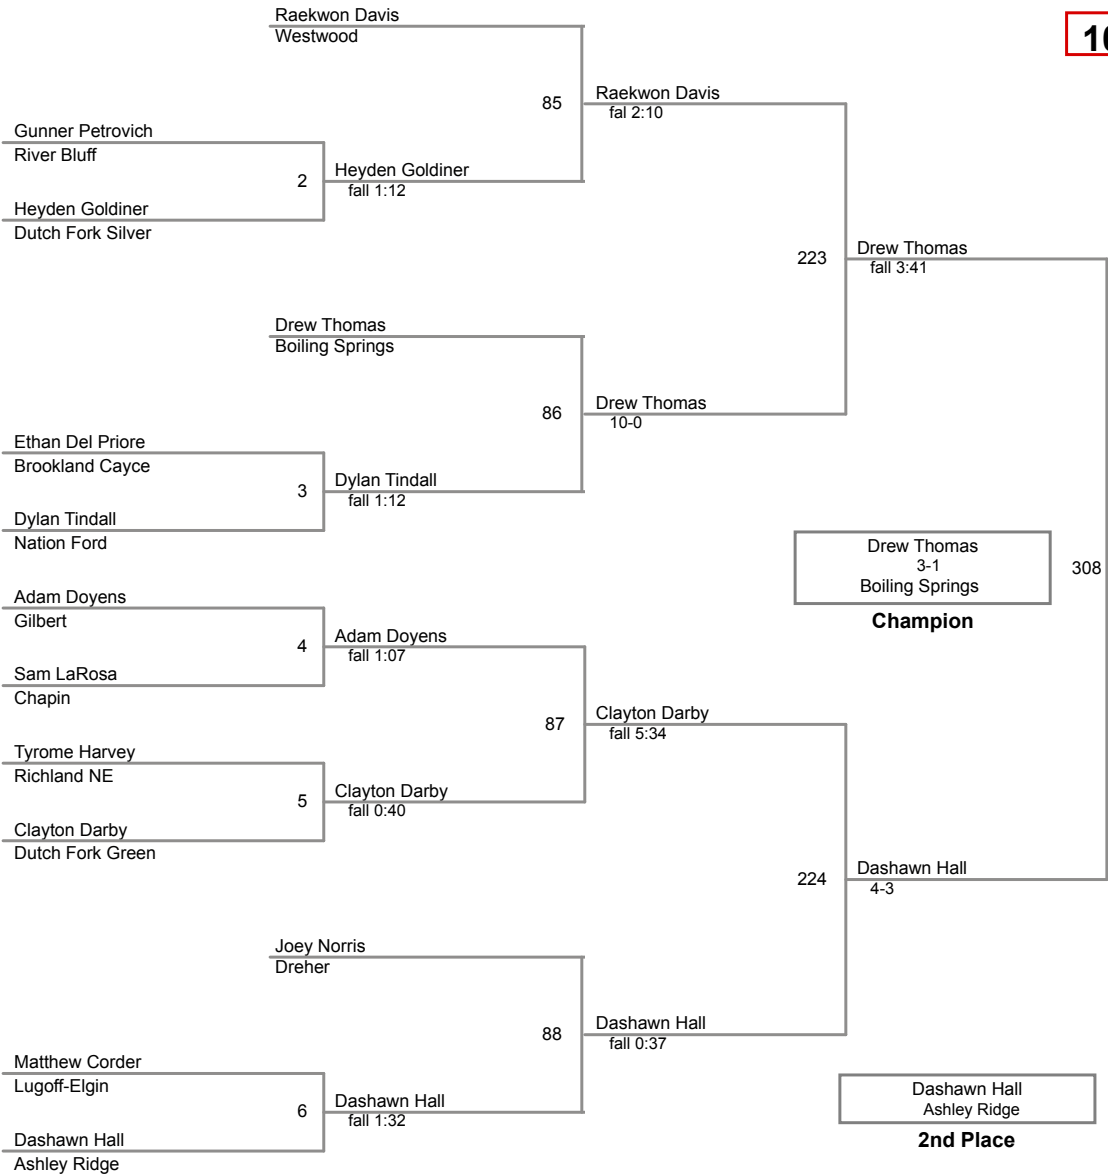 Raekwon Davis
Westwood
10
85
Raekwon Davis
fal 2:10
Gunner Petrovich
River Bluff
2
Heyden Goldiner
fall 1:12
Heyden Goldiner
Dutch Fork Silver
223
Drew Thomas
fall 3:41
Drew Thomas
Boiling Springs
86
Drew Thomas
10-0
Ethan Del Priore
Brookland Cayce
3
Dylan Tindall
fall 1:12
Dylan Tindall
Nation Ford
Drew Thomas
3-1
Boiling Springs
308
Champion
Adam Doyens
Gilbert
4
Adam Doyens
fall 1:07
Sam LaRosa
Chapin
87
Clayton Darby
fall 5:34
Tyrome Harvey
Richland NE
5
Clayton Darby
fall 0:40
Clayton Darby
Dutch Fork Green
224
Dashawn Hall
4-3
Joey Norris
Dreher
88
Dashawn Hall
fall 0:37
Matthew Corder
Lugoff-Elgin
6
Dashawn Hall
fall 1:32
Dashawn Hall
Ashley Ridge
Dashawn Hall
Ashley Ridge
2nd Place